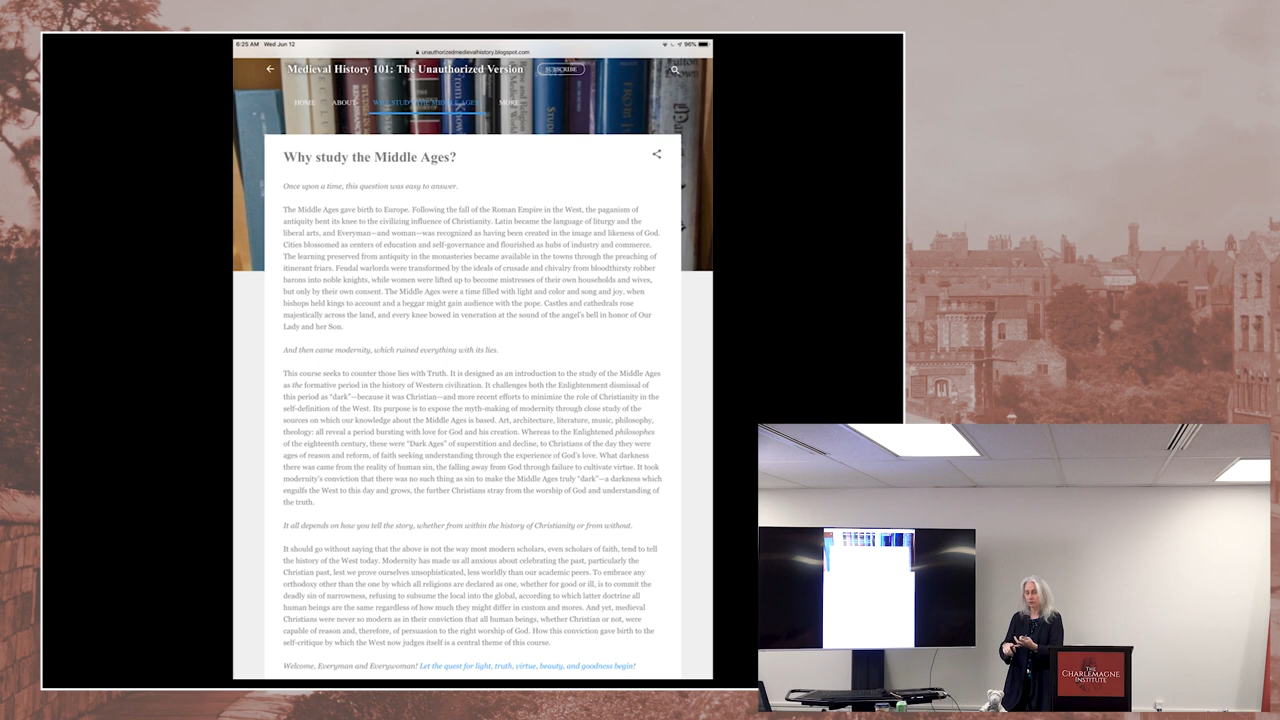 6:25 AM Wed Jun 12
96%
unauthorizedmedievalhistory.blogspot.com
Medieval History 101: The Unauthorized Version
SUBSCRIBE
HOME ABOUT WHY STUDY THE MIDDLE AGES? MORE
Why study the Middle Ages?
Once upon a time, this question was easy to answer.
The Middle Ages gave birth to Europe. Following the fall of the Roman Empire in the West, the paganism of
antiquity bent its knee to the civilizing influence of Christianity. Latin became the language of liturgy and the
liberal arts, and Everyman—and woman—was recognized as having been created in the image and likeness of God.
Cities blossomed as centers of education and self-governance and flourished as hubs of industry and commerce.
The learning preserved from antiquity in the monasteries became available in the towns through the preaching of
itinerant friars. Feudal warlords were transformed by the ideals of crusade and chivalry from bloodthirsty robber
barons into noble knights, while women were lifted up to become mistresses of their own households and wives,
but only by their own consent. The Middle Ages were a time filled with light and color and song and joy, when
bishops held kings to account and a beggar might gain audience with the pope. Castles and cathedrals rose
majestically across the land, and every knee bowed in veneration at the sound of the angel's bell in honor of Our
Lady and her Son.
And then came modernity, which ruined everything with its lies.
This course seeks to counter those lies with Truth. It is designed as an introduction to the study of the Middle Ages
as the formative period in the history of Western civilization. It challenges both the Enlightenment dismissal of
this period as “dark”—because it was Christian—and more recent efforts to minimize the role of Christianity in the
self-definition of the West. Its purpose is to expose the myth-making of modernity through close study of the
sources on which our knowledge about the Middle Ages is based. Art, architecture, literature, music, philosophy,
theology: all reveal a period bursting with love for God and his creation. Whereas to the Enlightened philosophes
of the eighteenth century, these were “Dark Ages” of superstition and decline, to Christians of the day they were
ages of reason and reform, of faith seeking understanding through the experience of God's love. What darkness
there was came from the reality of human sin, the falling away from God through failure to cultivate virtue. It took
modernity's conviction that there was no such thing as sin to make the Middle Ages truly “dark”—a darkness which
engulfs the West to this day and grows, the further Christians stray from the worship of God and understanding of
the truth.
It all depends on how you tell the story, whether from within the history of Christianity or from without.
It should go without saying that the above is not the way most modern scholars, even scholars of faith, tend to tell
the history of the West today. Modernity has made us all anxious about celebrating the past, particularly the
Christian past, lest we prove ourselves unsophisticated, less worldly than our academic peers. To embrace any
orthodoxy other than the one by which all religions are declared as one, whether for good or ill, is to commit the
deadly sin of narrowness, refusing to subsume the local into the global, according to which latter doctrine all
human beings are the same regardless of how much they might differ in custom and mores. And yet, medieval
Christians were never so modern as in their conviction that all human beings, whether Christian or not, were
capable of reason and, therefore, of persuasion to the right worship of God. How this conviction gave birth to the
self-critique by which the West now judges itself is a central theme of this course.
Welcome, Everyman and Everywoman! Let the quest for light, truth, virtue, beauty, and goodness begin!
THE
CHARLEMAGNE
INSTITUTE